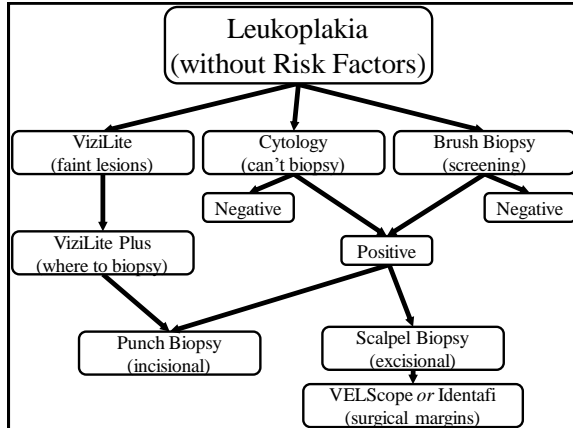 Leukoplakia
(without Risk Factors)
ViziLite
(faint lesions)
Cytology
(can't biopsy)
Brush Biopsy
(screening)
Negative
Negative
ViziLite Plus
(where to biopsy)
Positive
Punch Biopsy
(incisional)
Scalpel Biopsy
(excisional)
VELScope or Identafi
(surgical margins)